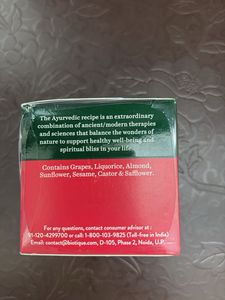 The Ayurvedic recipe is an extraordinary
combination of ancient/modern therapies
and sciences that balance the wonders of
nature to support healthy well-being and
spiritual bliss in your life.
Contains Grapes, Liquorice, Almond,
Sunflower, Sesame, Castor & Safflower.
For any questions, contact consumer advisor at :
91-120-4299700 or call: 1-800-103-9825 (Toll-free in India)
Email: contact@biotique.com, D-105, Phase 2, Noida, U.P.